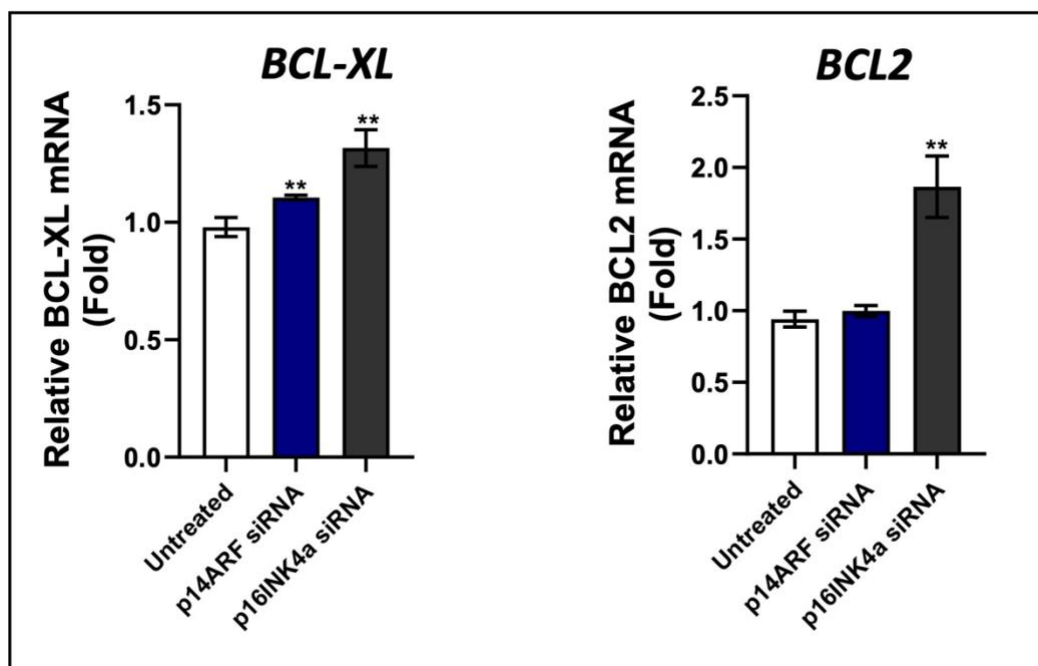 BCL-XL
Relative BCL-XL mRNA
(Fold)
1.5
1.0
0.5
0.0
**
**
Untreated
p14ARF siRNA
p16INK4a siRNA
BCL2
Relative BCL2 mRNA
(Fold)
2.5
2.0
1.5
1.0
0.5
0.0
**
Untreated
p14ARF siRNA
p16INK4a siRNA